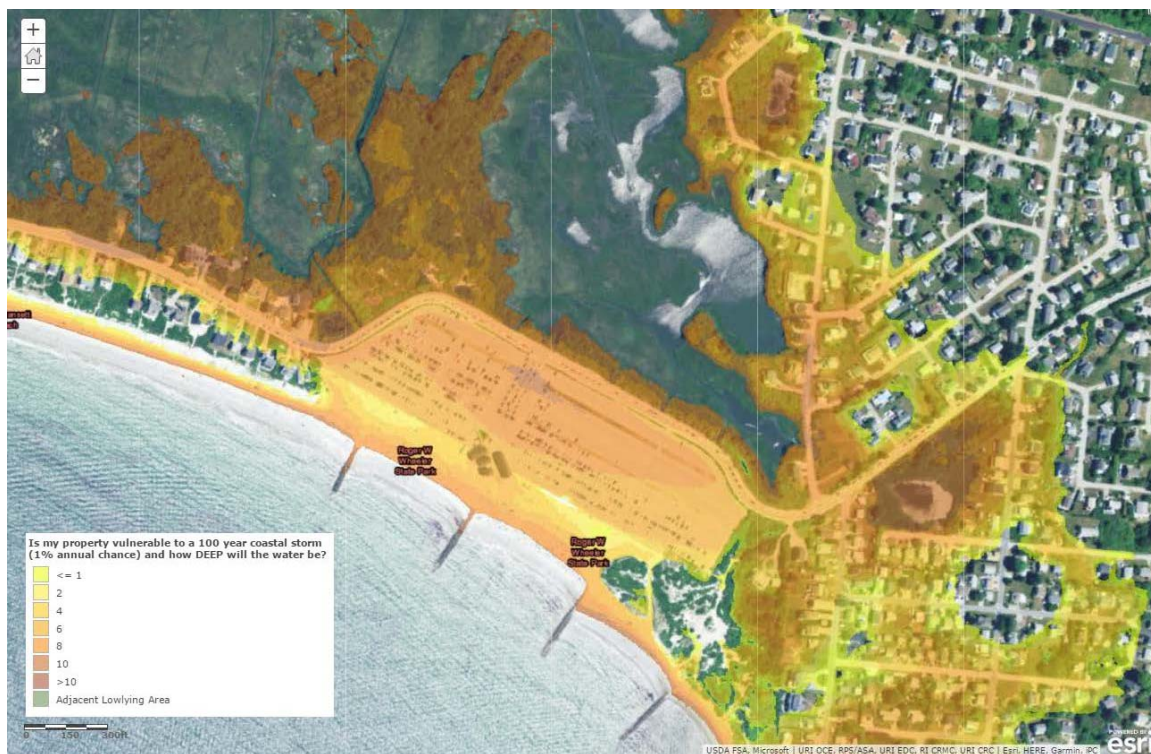 +
−
Roger W
Wheeler
State Park
Roger W
Wheeler
State Park
Is my property vulnerable to a 100 year coastal storm
(1% annual chance) and how DEEP will the water be?
<= 1
2
4
6
8
10
>10
Adjacent Lowlying Area
0 150 300ft
USDA FSA, Microsoft | URI OCE, RPS/ASA, URI EDC, RI CRMC, URI CRC | Esri, HERE, Garmin, iPC
POWERED BY
esri